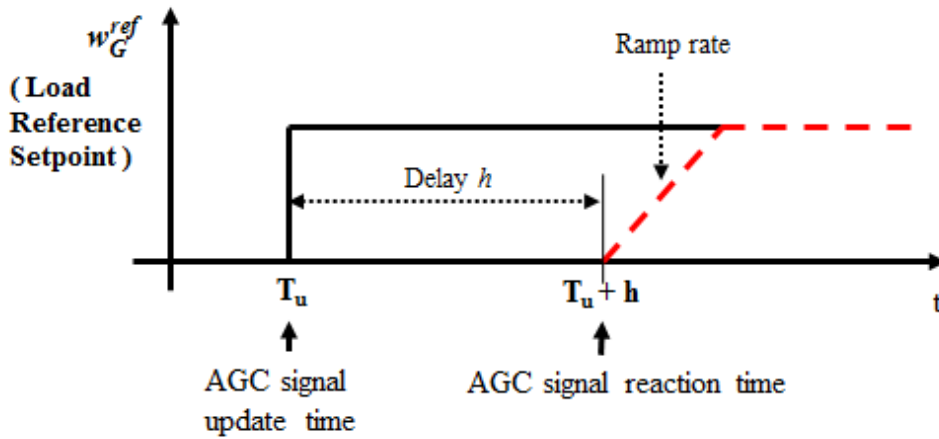 w_G^ref
( Load
Reference
Setpoint )
Ramp rate
Delay h
T_u
T_u + h
t
AGC signal
update time
AGC signal reaction time